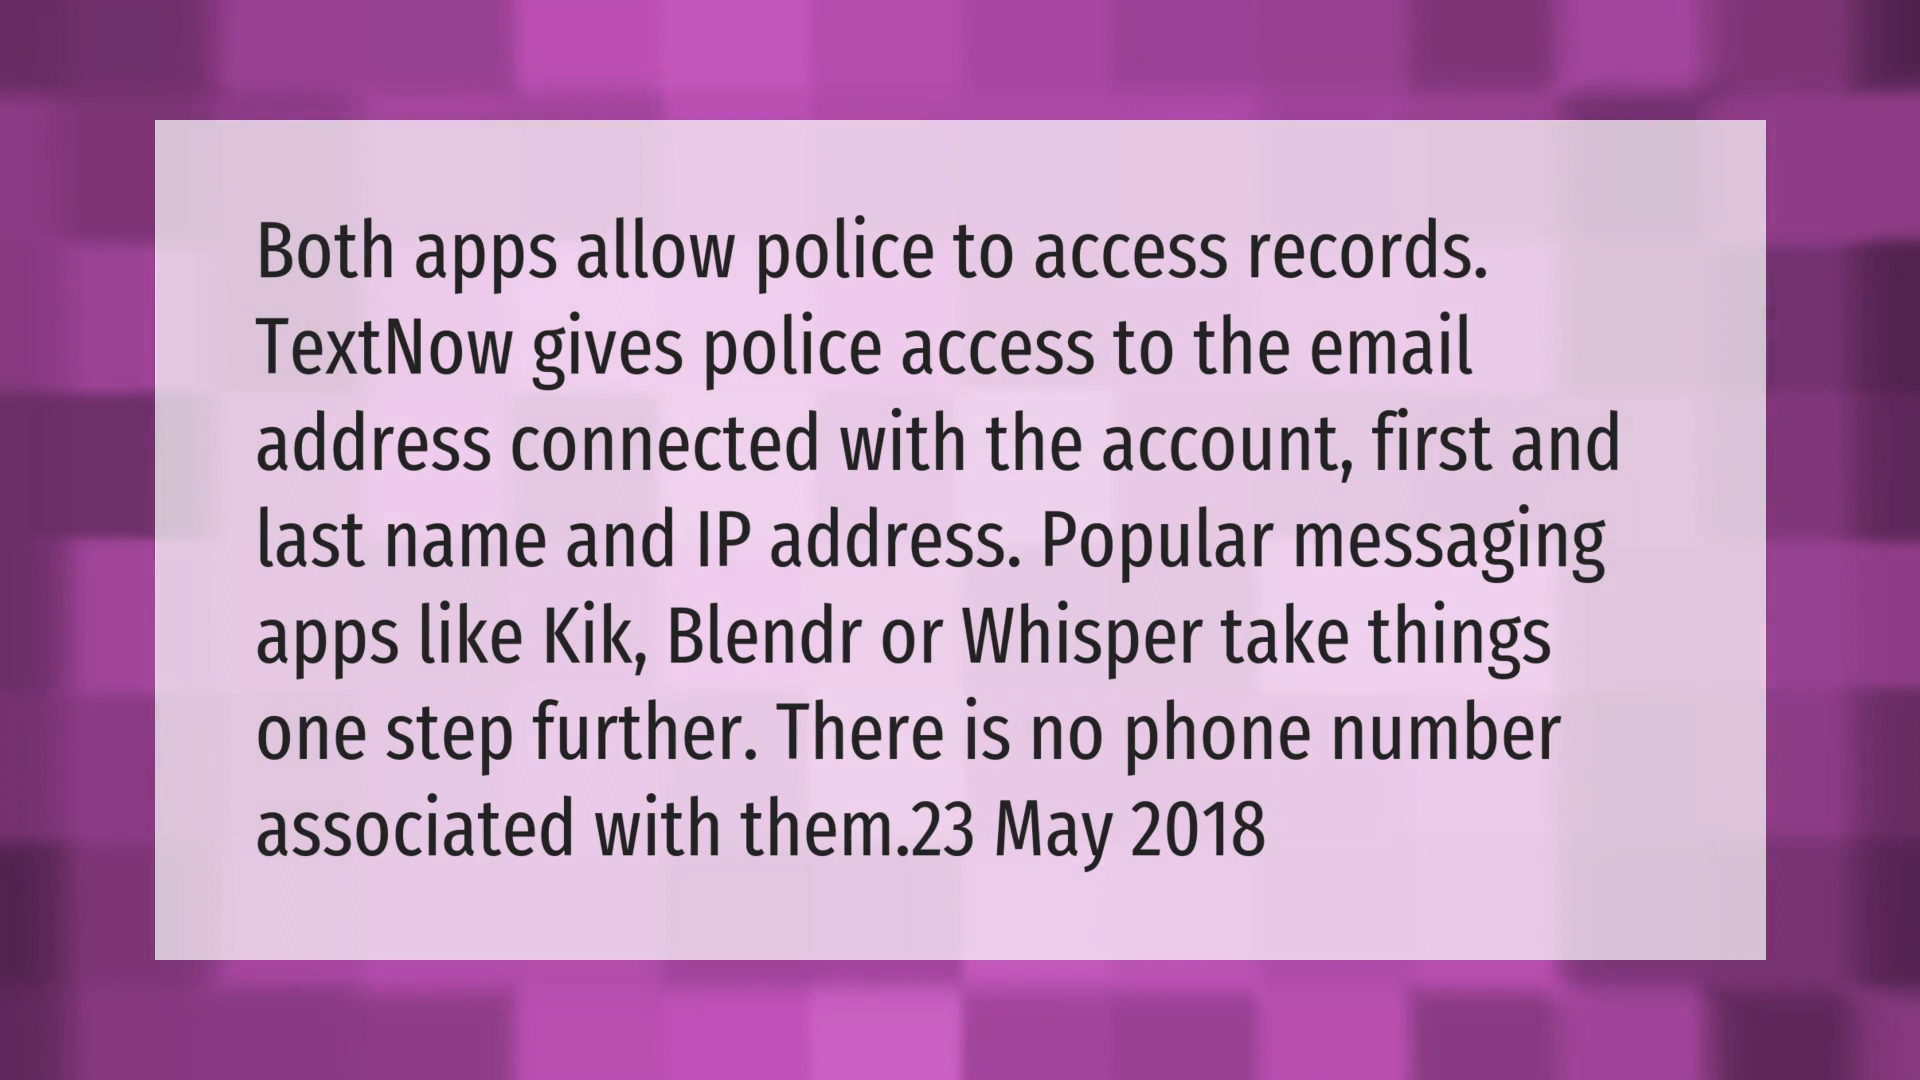 Both apps allow police to access records.
TextNow gives police access to the email
address connected with the account, first and
last name and IP address. Popular messaging
apps like Kik, Blendr or Whisper take things
one step further. There is no phone number
associated with them.23 May 2018